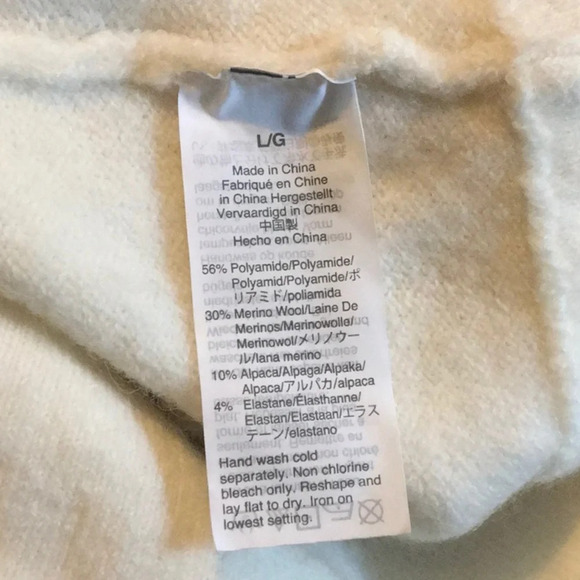 L/G
Made in China
Fabriqué en Chine
in China Hergestellt
Vervaardigd in China
中国製
Hecho en China
56% Polyamide/Polyamide/
Polyamid/Polyamide/ポ
リアミド/poliamida
30% Merino Wool/Laine De
Merinos/Merinowolle/
Merinowol/メリノウー
ル/lana merino
10% Alpaca/Alpaga/Alpaka/
Alpaca/アルパカ/alpaca
4% Elastane/Élasthanne/
Elastan/Elastaan/エラス
テーン/elastano
Hand wash cold
separately. Non chlorine
bleach only. Reshape and
lay flat to dry. Iron on
lowest setting.